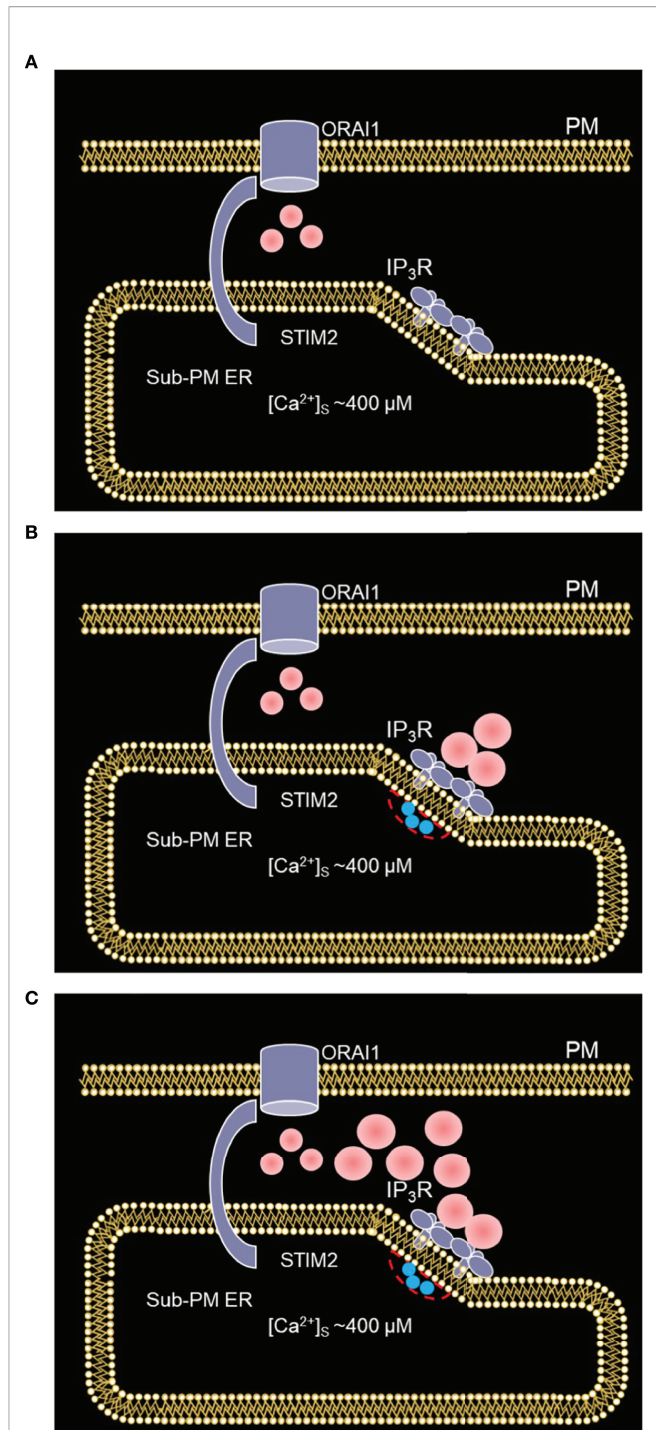 A
ORAI1
PM
IP₃R
STIM2
Sub-PM ER
[Ca²⁺]ₛ ~400 µM
B
ORAI1
PM
IP₃R
STIM2
Sub-PM ER
[Ca²⁺]ₛ ~400 µM
C
ORAI1
PM
IP₃R
STIM2
Sub-PM ER
[Ca²⁺]ₛ ~400 µM